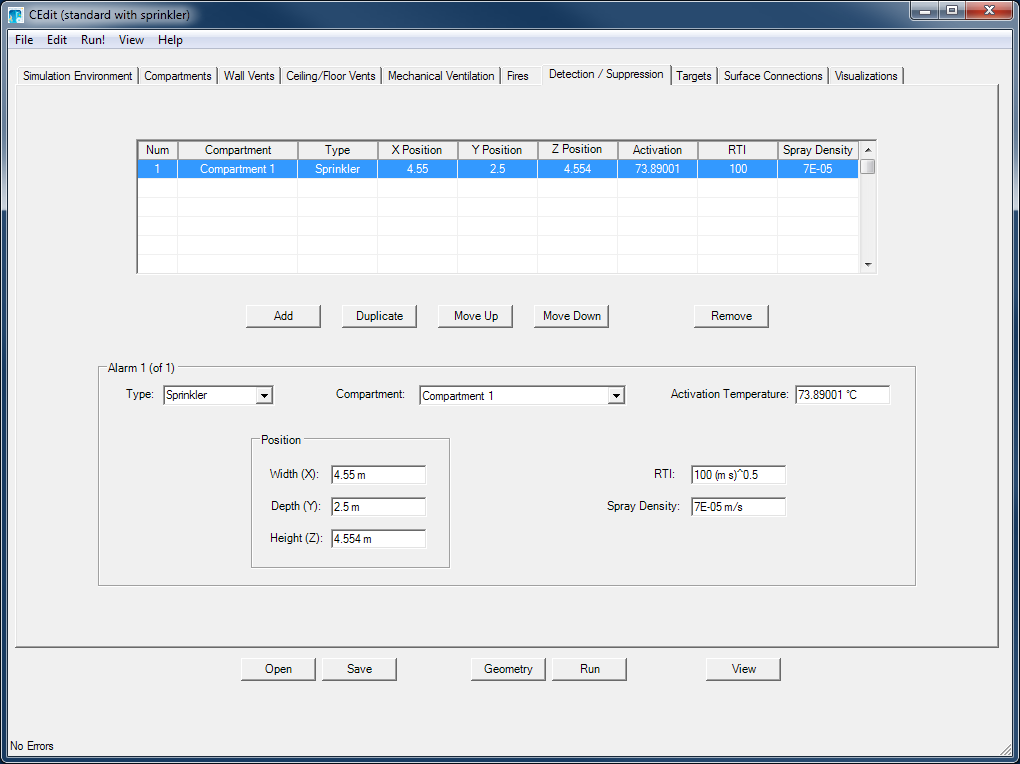 CEdit (standard with sprinkler)
File Edit Run! View Help
Simulation Environment Compartments Wall Vents Ceiling/Floor Vents Mechanical Ventilation Fires Detection / Suppression Targets Surface Connections Visualizations
Num Compartment Type X Position Y Position Z Position Activation RTI Spray Density
1 Compartment 1 Sprinkler 4.55 2.5 4.554 73.89001 100 7E-05
Add Duplicate Move Up Move Down Remove
Alarm 1 (of 1)
Type: Sprinkler Compartment: Compartment 1 Activation Temperature: 73.89001 °C
Position
Width (X): 4.55 m RTI: 100 (m s)^0.5
Depth (Y): 2.5 m Spray Density: 7E-05 m/s
Height (Z): 4.554 m
Open Save Geometry Run View
No Errors